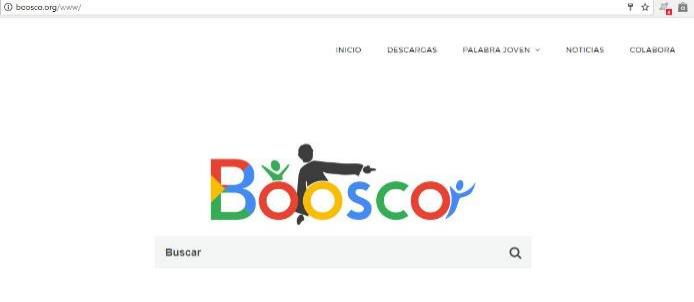 boosco.org/www/
INICIO DESCARGAS PALABRA JOVEN NOTICIAS COLABORA
Boosco
Buscar